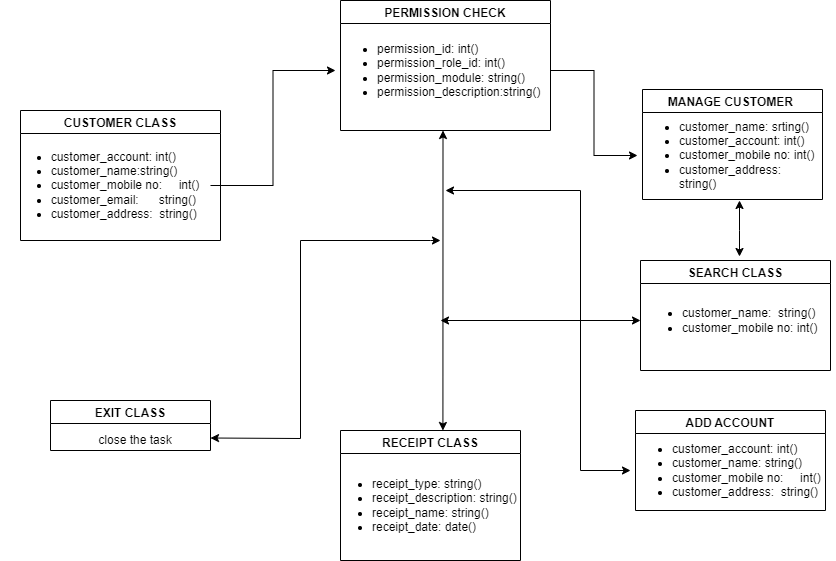 PERMISSION CHECK
permission_id: int()
permission_role_id: int()
permission_module: string()
permission_description:string()
CUSTOMER CLASS
customer_account: int()
customer_name:string()
customer_mobile no: int()
customer_email: string()
customer_address: string()
MANAGE CUSTOMER
customer_name: srting()
customer_account: int()
customer_mobile no: int()
customer_address:
string()
SEARCH CLASS
customer_name: string()
customer_mobile no: int()
EXIT CLASS
close the task
RECEIPT CLASS
receipt_type: string()
receipt_description: string()
receipt_name: string()
receipt_date: date()
ADD ACCOUNT
customer_account: int()
customer_name: string()
customer_mobile no: int()
customer_address: string()